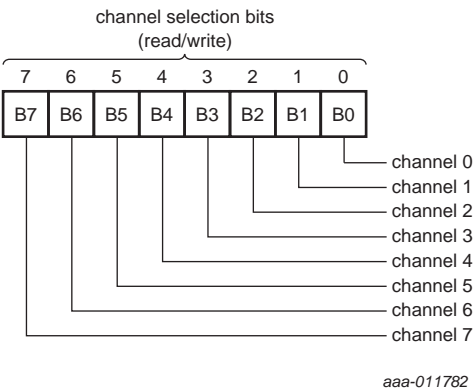 channel selection bits
(read/write)
7 6 5 4 3 2 1 0
B7 B6 B5 B4 B3 B2 B1 B0
channel 0
channel 1
channel 2
channel 3
channel 4
channel 5
channel 6
channel 7
aaa-011782